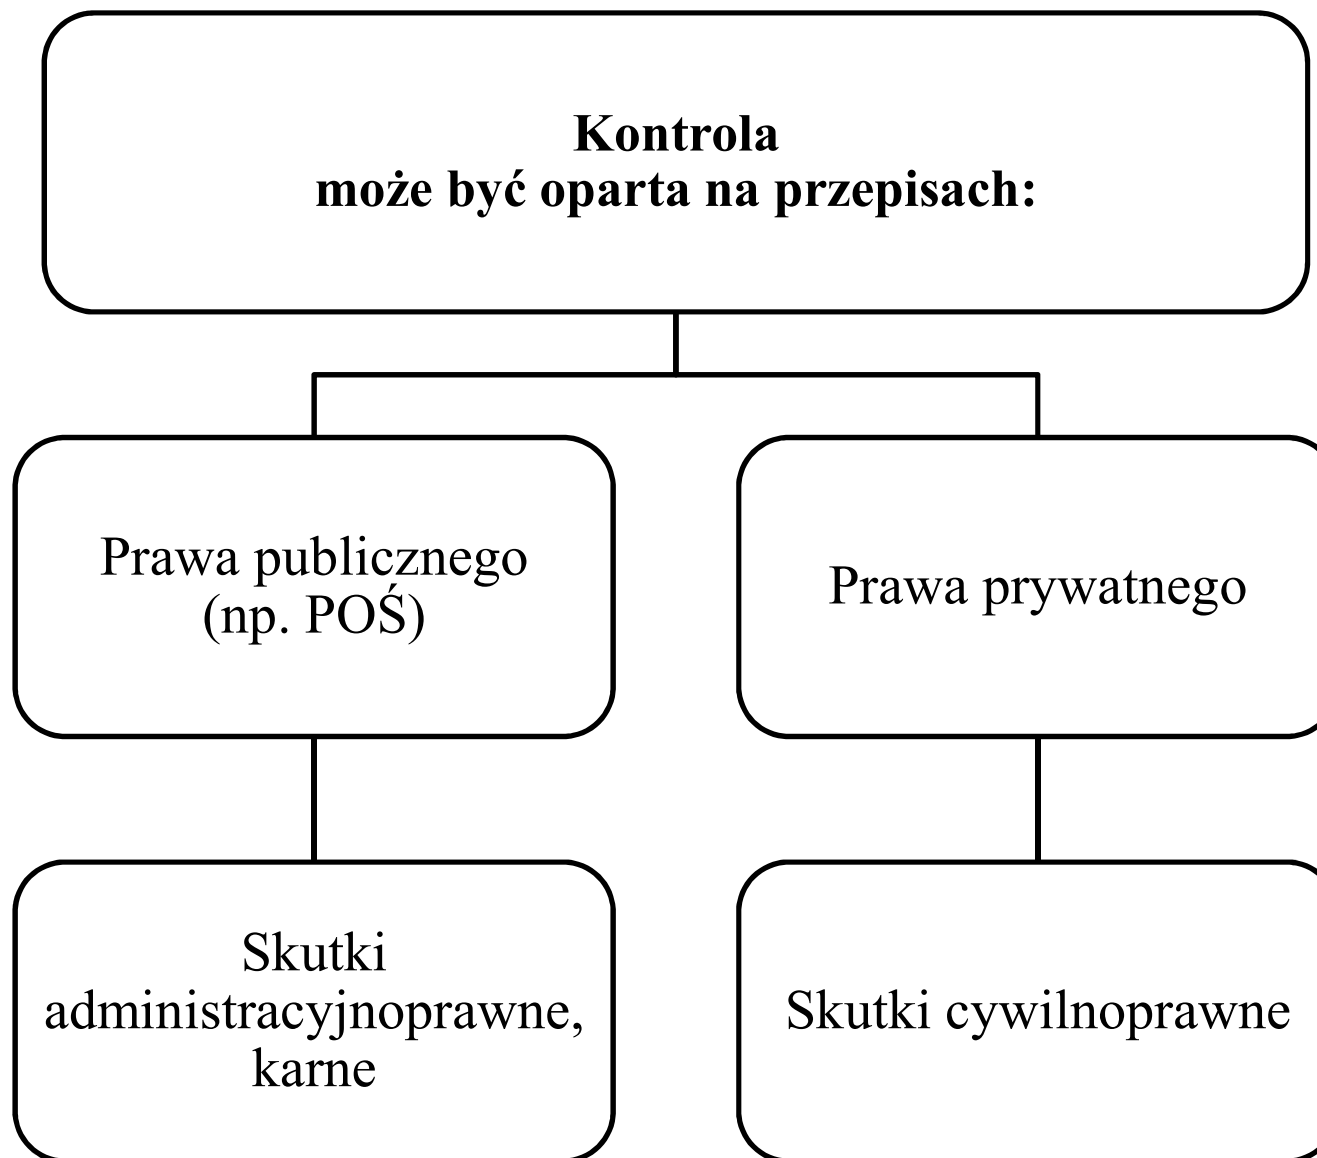 Kontrola
może być oparta na przepisach:
Prawa publicznego
(np. POŚ)
Prawa prywatnego
Skutki
administracyjnoprawne,
karne
Skutki cywilnoprawne